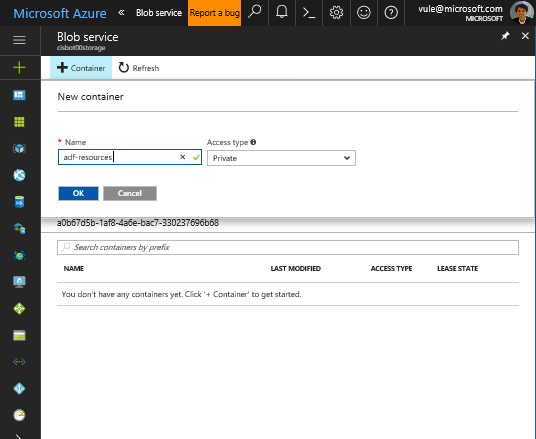 Microsoft Azure « Blob service Report a bug vule@microsoft.com
MICROSOFT
Blob service
cisbot00storage
+ Container Refresh
New container
* Name Access type
adf-resources Private
OK Cancel
a0b67d5b-1af8-4a6e-bac7-330237696b68
Search containers by prefix
NAME LAST MODIFIED ACCESS TYPE LEASE STATE
You don't have any containers yet. Click '+ Container' to get started.